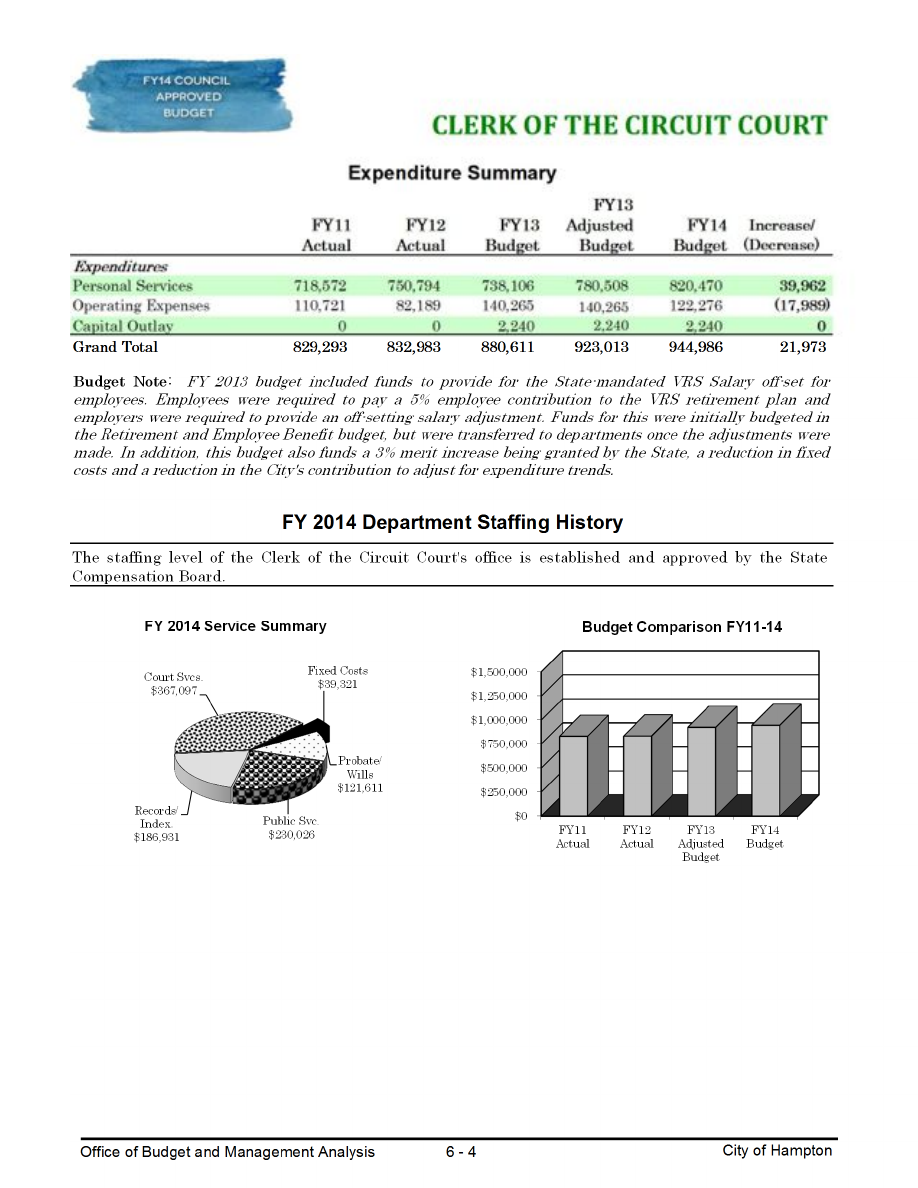 FY14 COUNCIL
APPROVED
BUDGET
CLERK OF THE CIRCUIT COURT
Expenditure Summary
FY13
FY11 FY12 FY13 Adjusted FY14 Increase/
Actual Actual Budget Budget Budget (Decrease)
Expenditures
Personal Services 718,572 750,794 738,106 780,508 820,470 39,962
Operating Expenses 110,721 82,189 140,265 140,265 122,276 (17,989)
Capital Outlay 0 0 2,240 2,240 2,240 0
Grand Total 829,293 832,983 880,611 923,013 944,986 21,973
Budget Note: FY 2013 budget included funds to provide for the State-mandated VRS Salary off-set for
employees. Employees were required to pay a 5% employee contribution to the VRS retirement plan and
employers were required to provide an off-setting salary adjustment. Funds for this were initially budgeted in
the Retirement and Employee Benefit budget, but were transferred to departments once the adjustments were
made. In addition, this budget also funds a 3% merit increase being granted by the State, a reduction in fixed
costs and a reduction in the City's contribution to adjust for expenditure trends.
FY 2014 Department Staffing History
The staffing level of the Clerk of the Circuit Court's office is established and approved by the State
Compensation Board.
FY 2014 Service Summary
Court Svcs.
$367,097
Fixed Costs
$39,321
Probate/
Wills
$121,611
Public Svc.
$230,026
Records/
Index.
$186,931
Budget Comparison FY11-14
$1,500,000
$1,250,000
$1,000,000
$750,000
$500,000
$250,000
$0
FY11 FY12 FY13 FY14
Actual Actual Adjusted Budget
Budget
Office of Budget and Management Analysis 6 - 4 City of Hampton